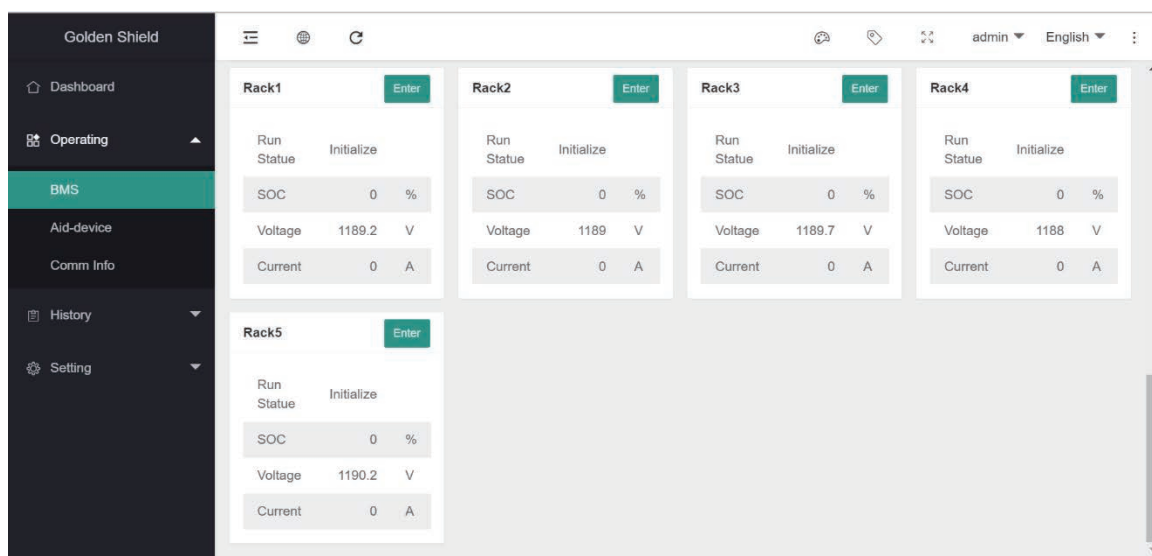 Golden Shield
admin
English
Dashboard
Operating
BMS
Aid-device
Comm Info
History
Setting
Rack1
Enter
Run
Statue
Initialize
SOC 0 %
Voltage 1189.2 V
Current 0 A
Rack2
Enter
Run
Statue
Initialize
SOC 0 %
Voltage 1189 V
Current 0 A
Rack3
Enter
Run
Statue
Initialize
SOC 0 %
Voltage 1189.7 V
Current 0 A
Rack4
Enter
Run
Statue
Initialize
SOC 0 %
Voltage 1188 V
Current 0 A
Rack5
Enter
Run
Statue
Initialize
SOC 0 %
Voltage 1190.2 V
Current 0 A